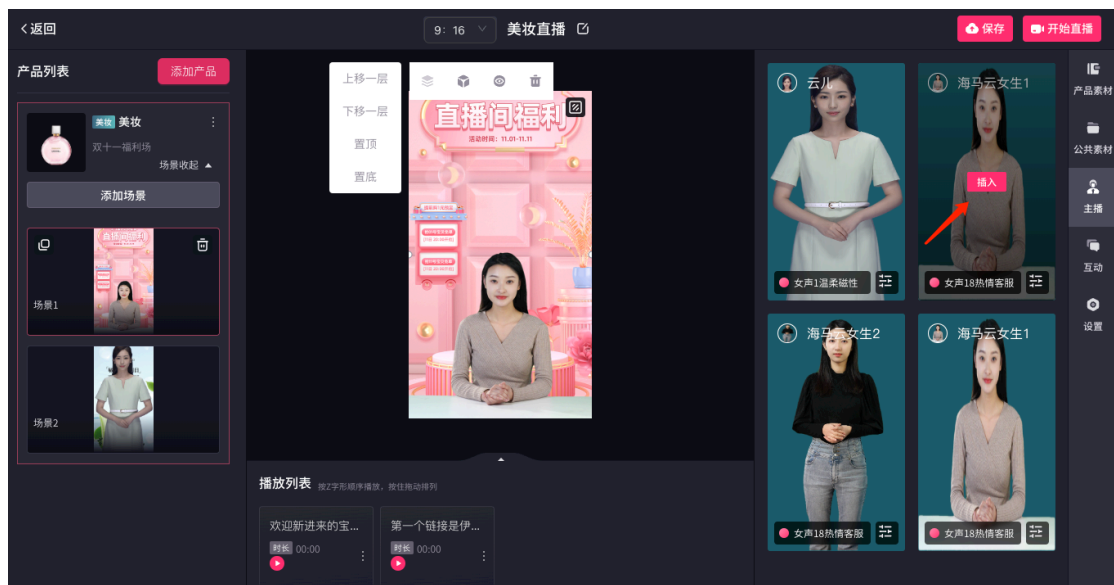 返回
9: 16
美妆直播
保存
开始直播
产品列表
添加产品
美妆 美妆
双十一福利场
场景收起
添加场景
场景1
场景2
上移一层
下移一层
置顶
置底
直播间福利
活动时间：11.01-11.11
播放列表 按Z字形顺序播放，按住拖动排列
欢迎新进来的宝...
时长 00:00
第一个链接是伊...
时长 00:00
云儿
女声1温柔磁性
海马云女生1
插入
女声18热情客服
海马云女生2
女声18热情客服
海马云女生1
女声18热情客服
产品素材
公共素材
主播
互动
设置